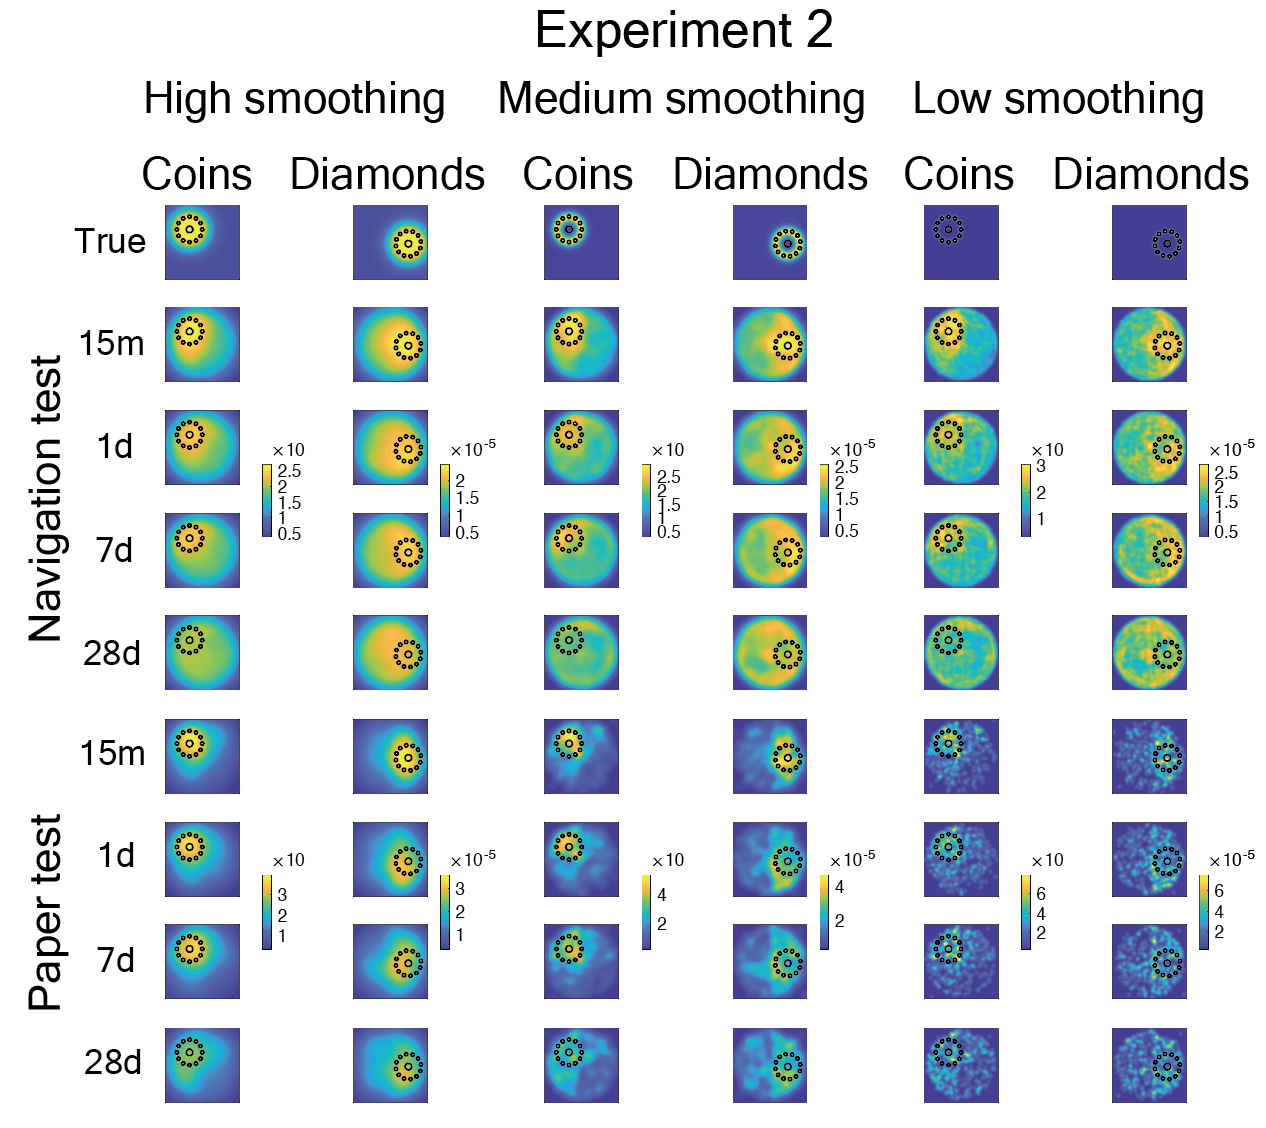 Experiment 2
High smoothing Medium smoothing Low smoothing
Coins Diamonds Coins Diamonds Coins Diamonds
True
Navigation test
15m
1d
×10 ×10-5 ×10 ×10-5 ×10 ×10-5
2.5 2 1.5 1 0.5
2 1.5 1 0.5
2.5 2 1.5 1 0.5
2.5 2 1.5 1 0.5
3 2 1
2.5 2 1.5 1 0.5
7d
28d
Paper test
15m
1d
×10 ×10-5 ×10 ×10-5 ×10 ×10-5
3 2 1
3 2 1
4 2
4 2
6 4 2
6 4 2
7d
28d